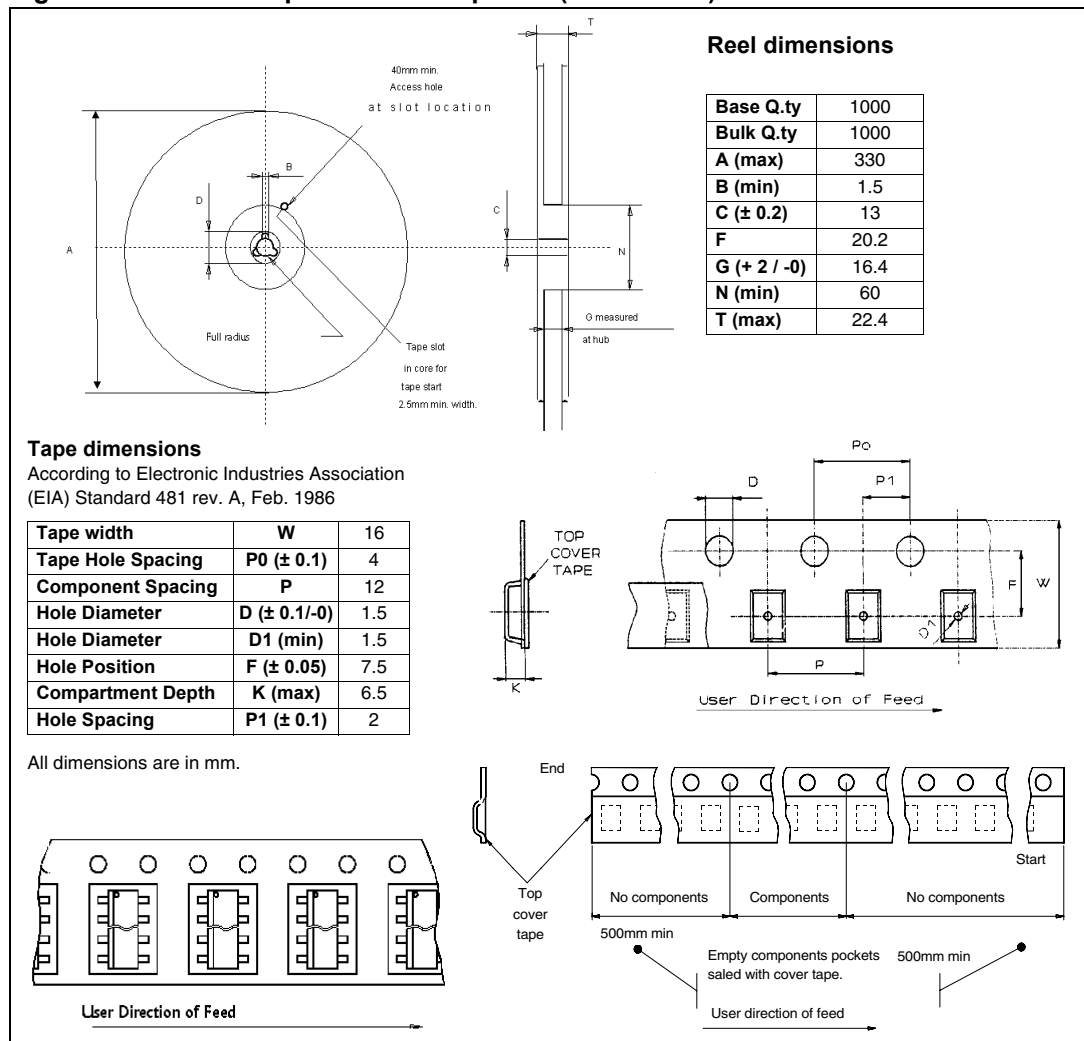 T
40mm min.
Access hole
at slot location
B
D
A
C
N
Full radius
Tape slot
in core for
tape start
2.5mm min. width.
G measured
at hub
Reel dimensions
Base Q.ty 1000
Bulk Q.ty 1000
A (max) 330
B (min) 1.5
C (± 0.2) 13
F 20.2
G (+ 2 / -0) 16.4
N (min) 60
T (max) 22.4
Tape dimensions
According to Electronic Industries Association
(EIA) Standard 481 rev. A, Feb. 1986
Tape width W 16
Tape Hole Spacing P0 (± 0.1) 4
Component Spacing P 12
Hole Diameter D (± 0.1/-0) 1.5
Hole Diameter D1 (min) 1.5
Hole Position F (± 0.05) 7.5
Compartment Depth K (max) 6.5
Hole Spacing P1 (± 0.1) 2
All dimensions are in mm.
TOP
COVER
TAPE
K
Po
D
P1
F
W
D1
P
User Direction of Feed
End
Start
Top
cover
tape
No components Components No components
500mm min
Empty components pockets
saled with cover tape.
500mm min
User direction of feed
User Direction of Feed